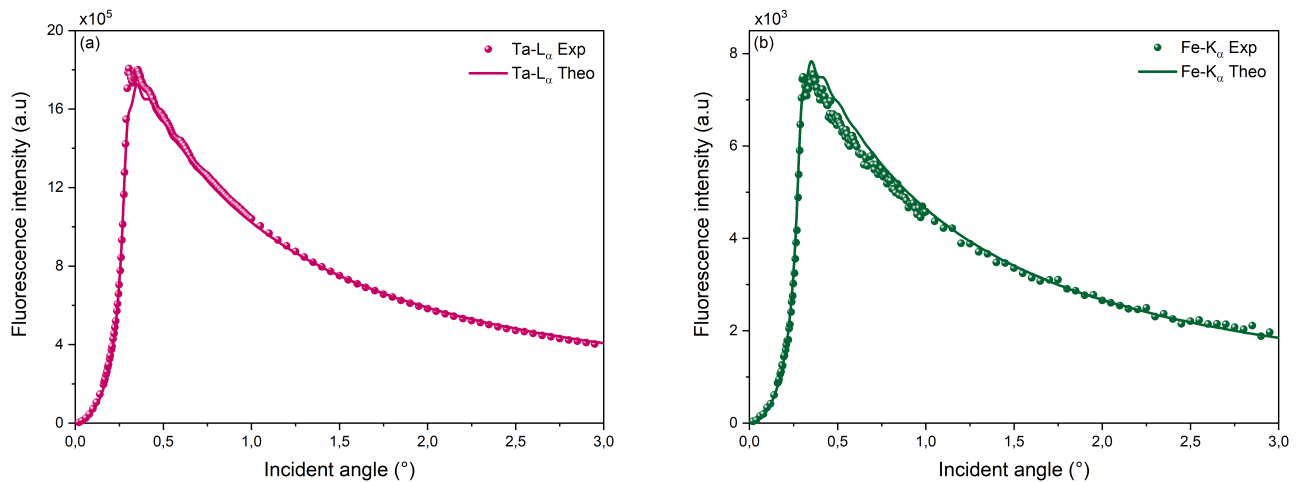 x10⁵
(a)
Ta-Lα Exp
Ta-Lα Theo
Fluorescence intensity (a.u)
20
16
12
8
4
0
0,0 0,5 1,0 1,5 2,0 2,5 3,0
Incident angle (°)
x10³
(b)
Fe-Kα Exp
Fe-Kα Theo
Fluorescence intensity (a.u)
8
6
4
2
0
0,0 0,5 1,0 1,5 2,0 2,5 3,0
Incident angle (°)